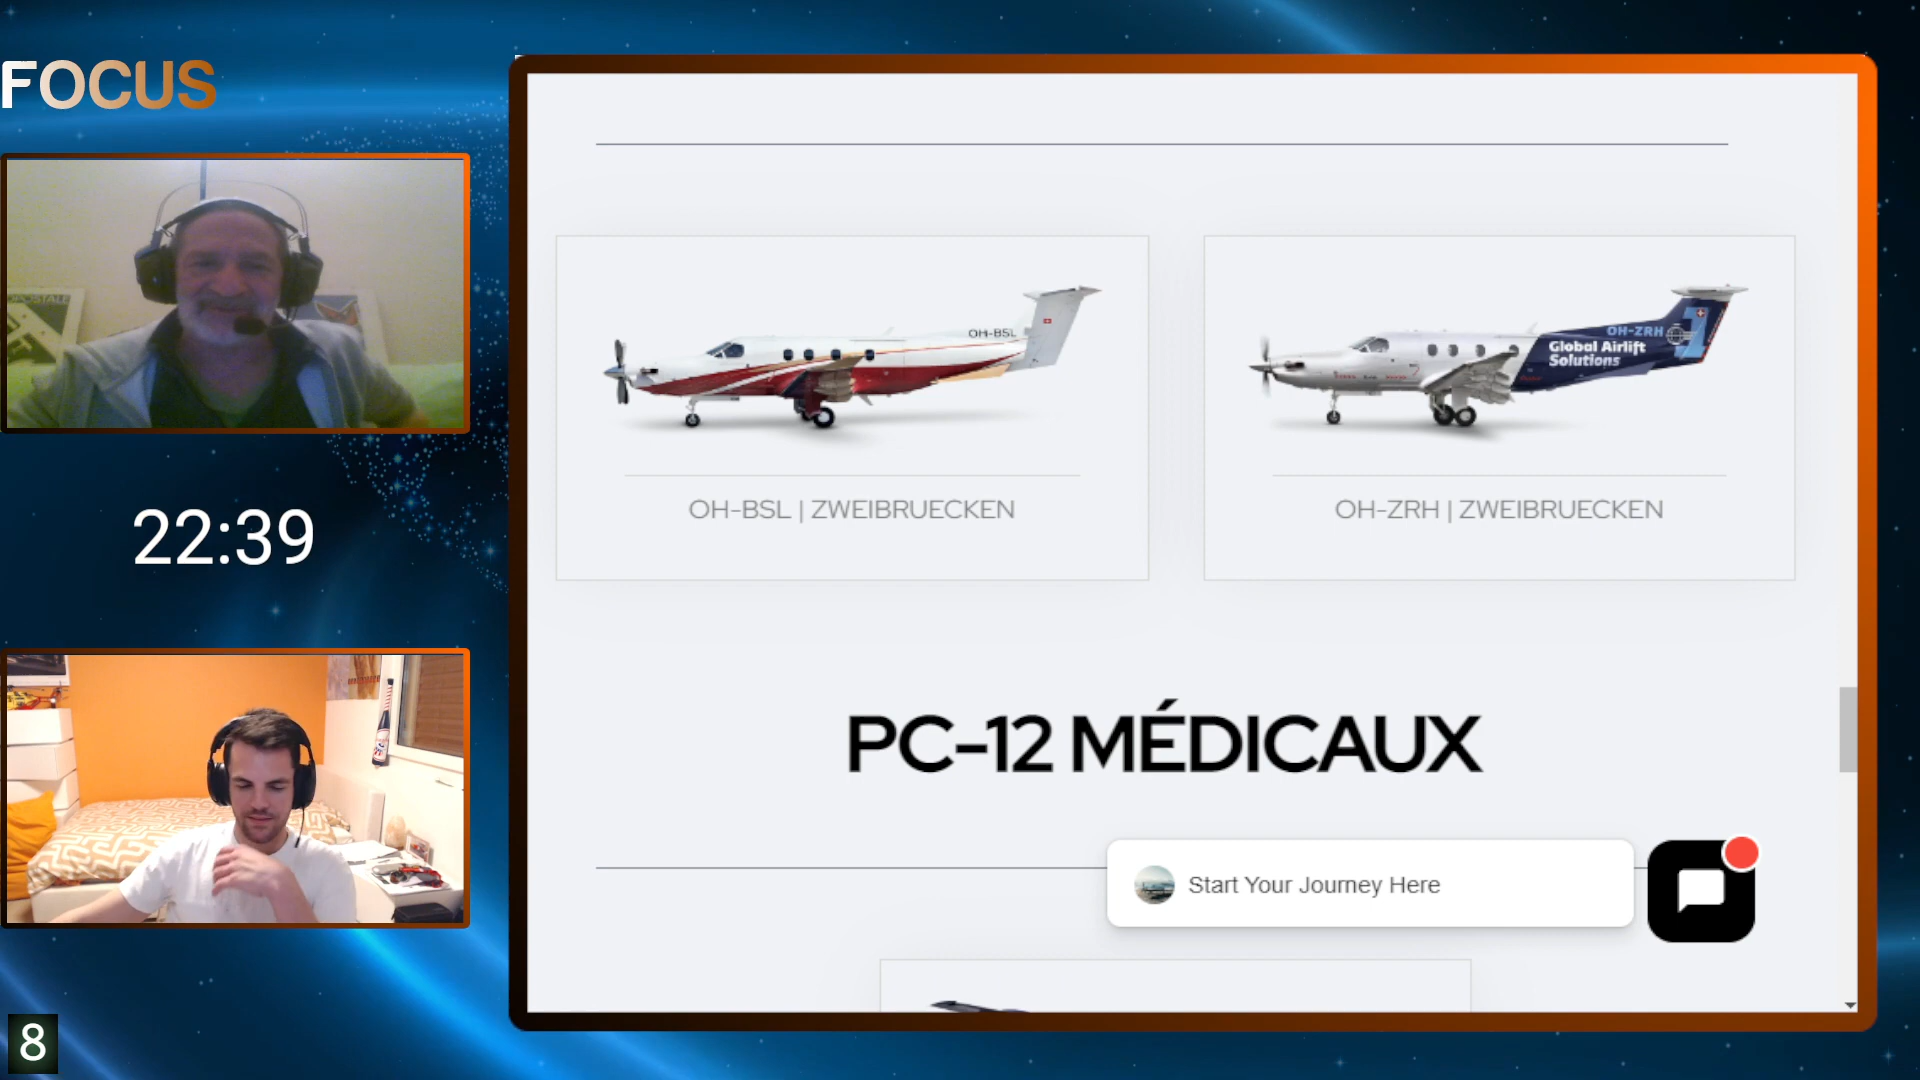 FOCUS
OPOSTALE
22:39
8
OH-BSL
OH-BSL | ZWEIBRUECKEN
OH-ZRH
Global Airlift
Solutions
OH-ZRH | ZWEIBRUECKEN
PC-12 MÉDICAUX
Start Your Journey Here